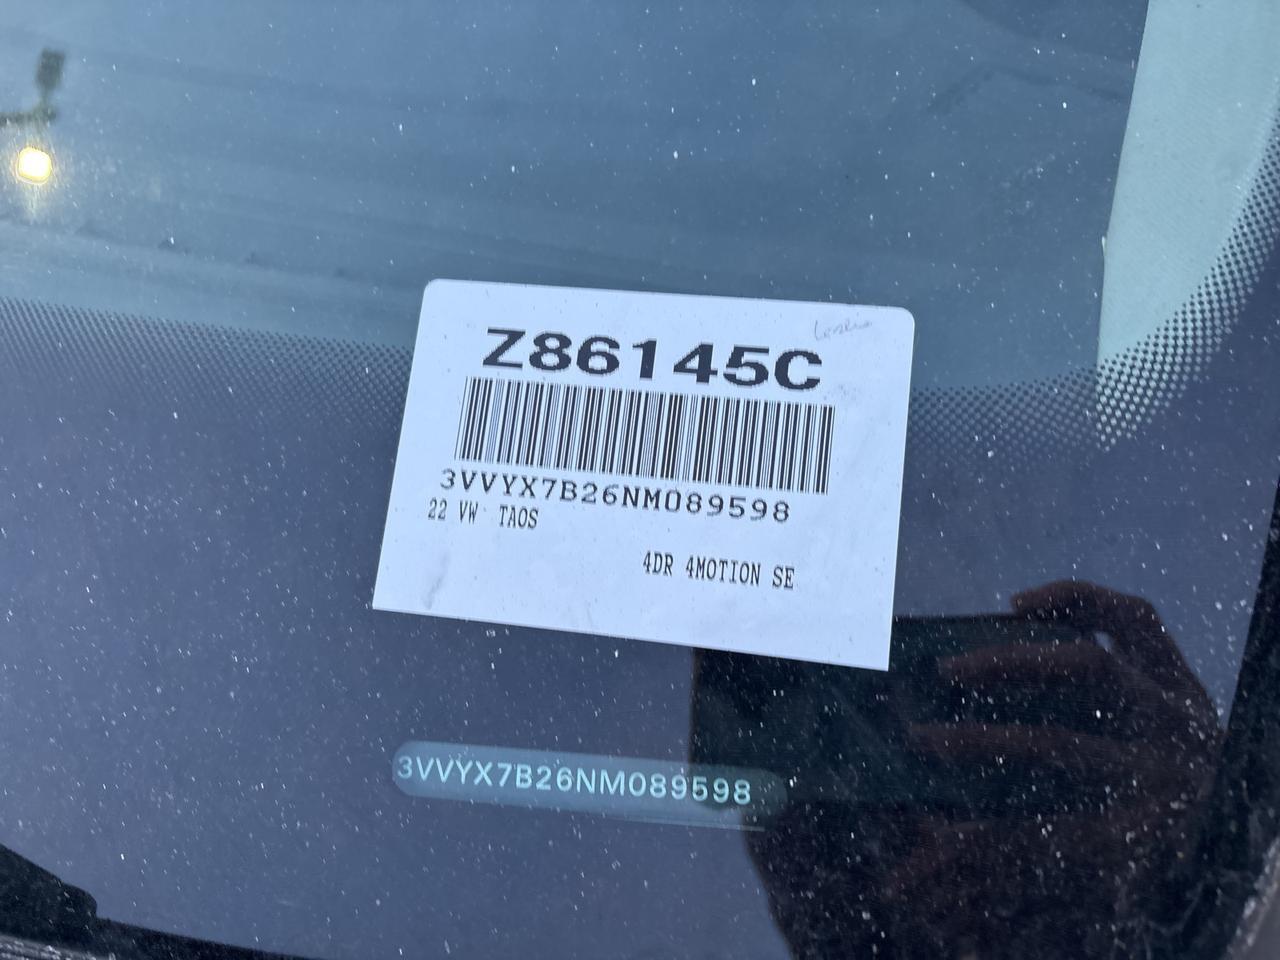 Z86145C
3VVYX7B26NM089598
22 VW TAOS
4DR 4MOTION SE
3VVYX7B26NM089598